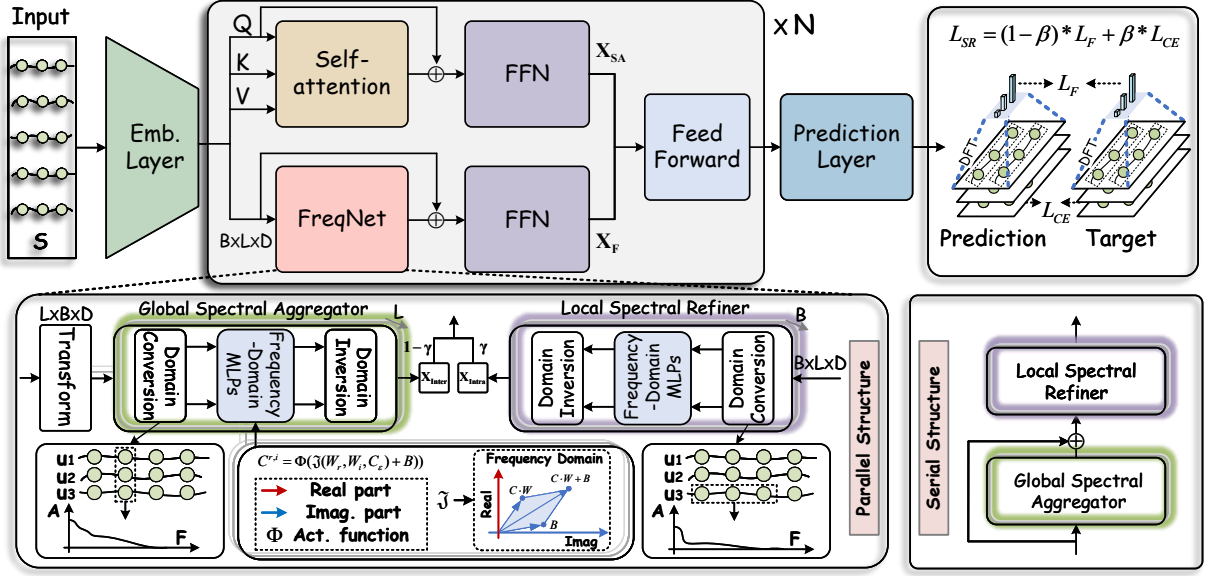 Input
S
Emb.
Layer
Q
K
V
Self-
attention
FFN
X_SA
×N
BxLxD
FreqNet
FFN
X_F
Feed
Forward
Prediction
Layer
L_SR = (1-β)* L_F + β* L_CE
L_F
DFT
DFT
L_CE
Prediction
Target
LxBxD
Transform
Global Spectral Aggregator
L
Domain
Conversion
Frequency
-Domain
MLPs
Domain
Inversion
1-γ
γ
X_Inter
X_Intra
Local Spectral Refiner
B
Domain
Inversion
Frequency
-Domain
MLPs
Domain
Conversion
BxLxD
u1
u2
u3
A
F
C^{r,i} = Φ(ℑ(W_r, W_i, C_ε) + B))
Real part
Imag. part
Φ Act. function
ℑ
Frequency Domain
Real
C·W
C·W + B
B
Imag
u1
u2
u3
A
F
Parallel Structure
Serial Structure
Local Spectral
Refiner
Global Spectral
Aggregator